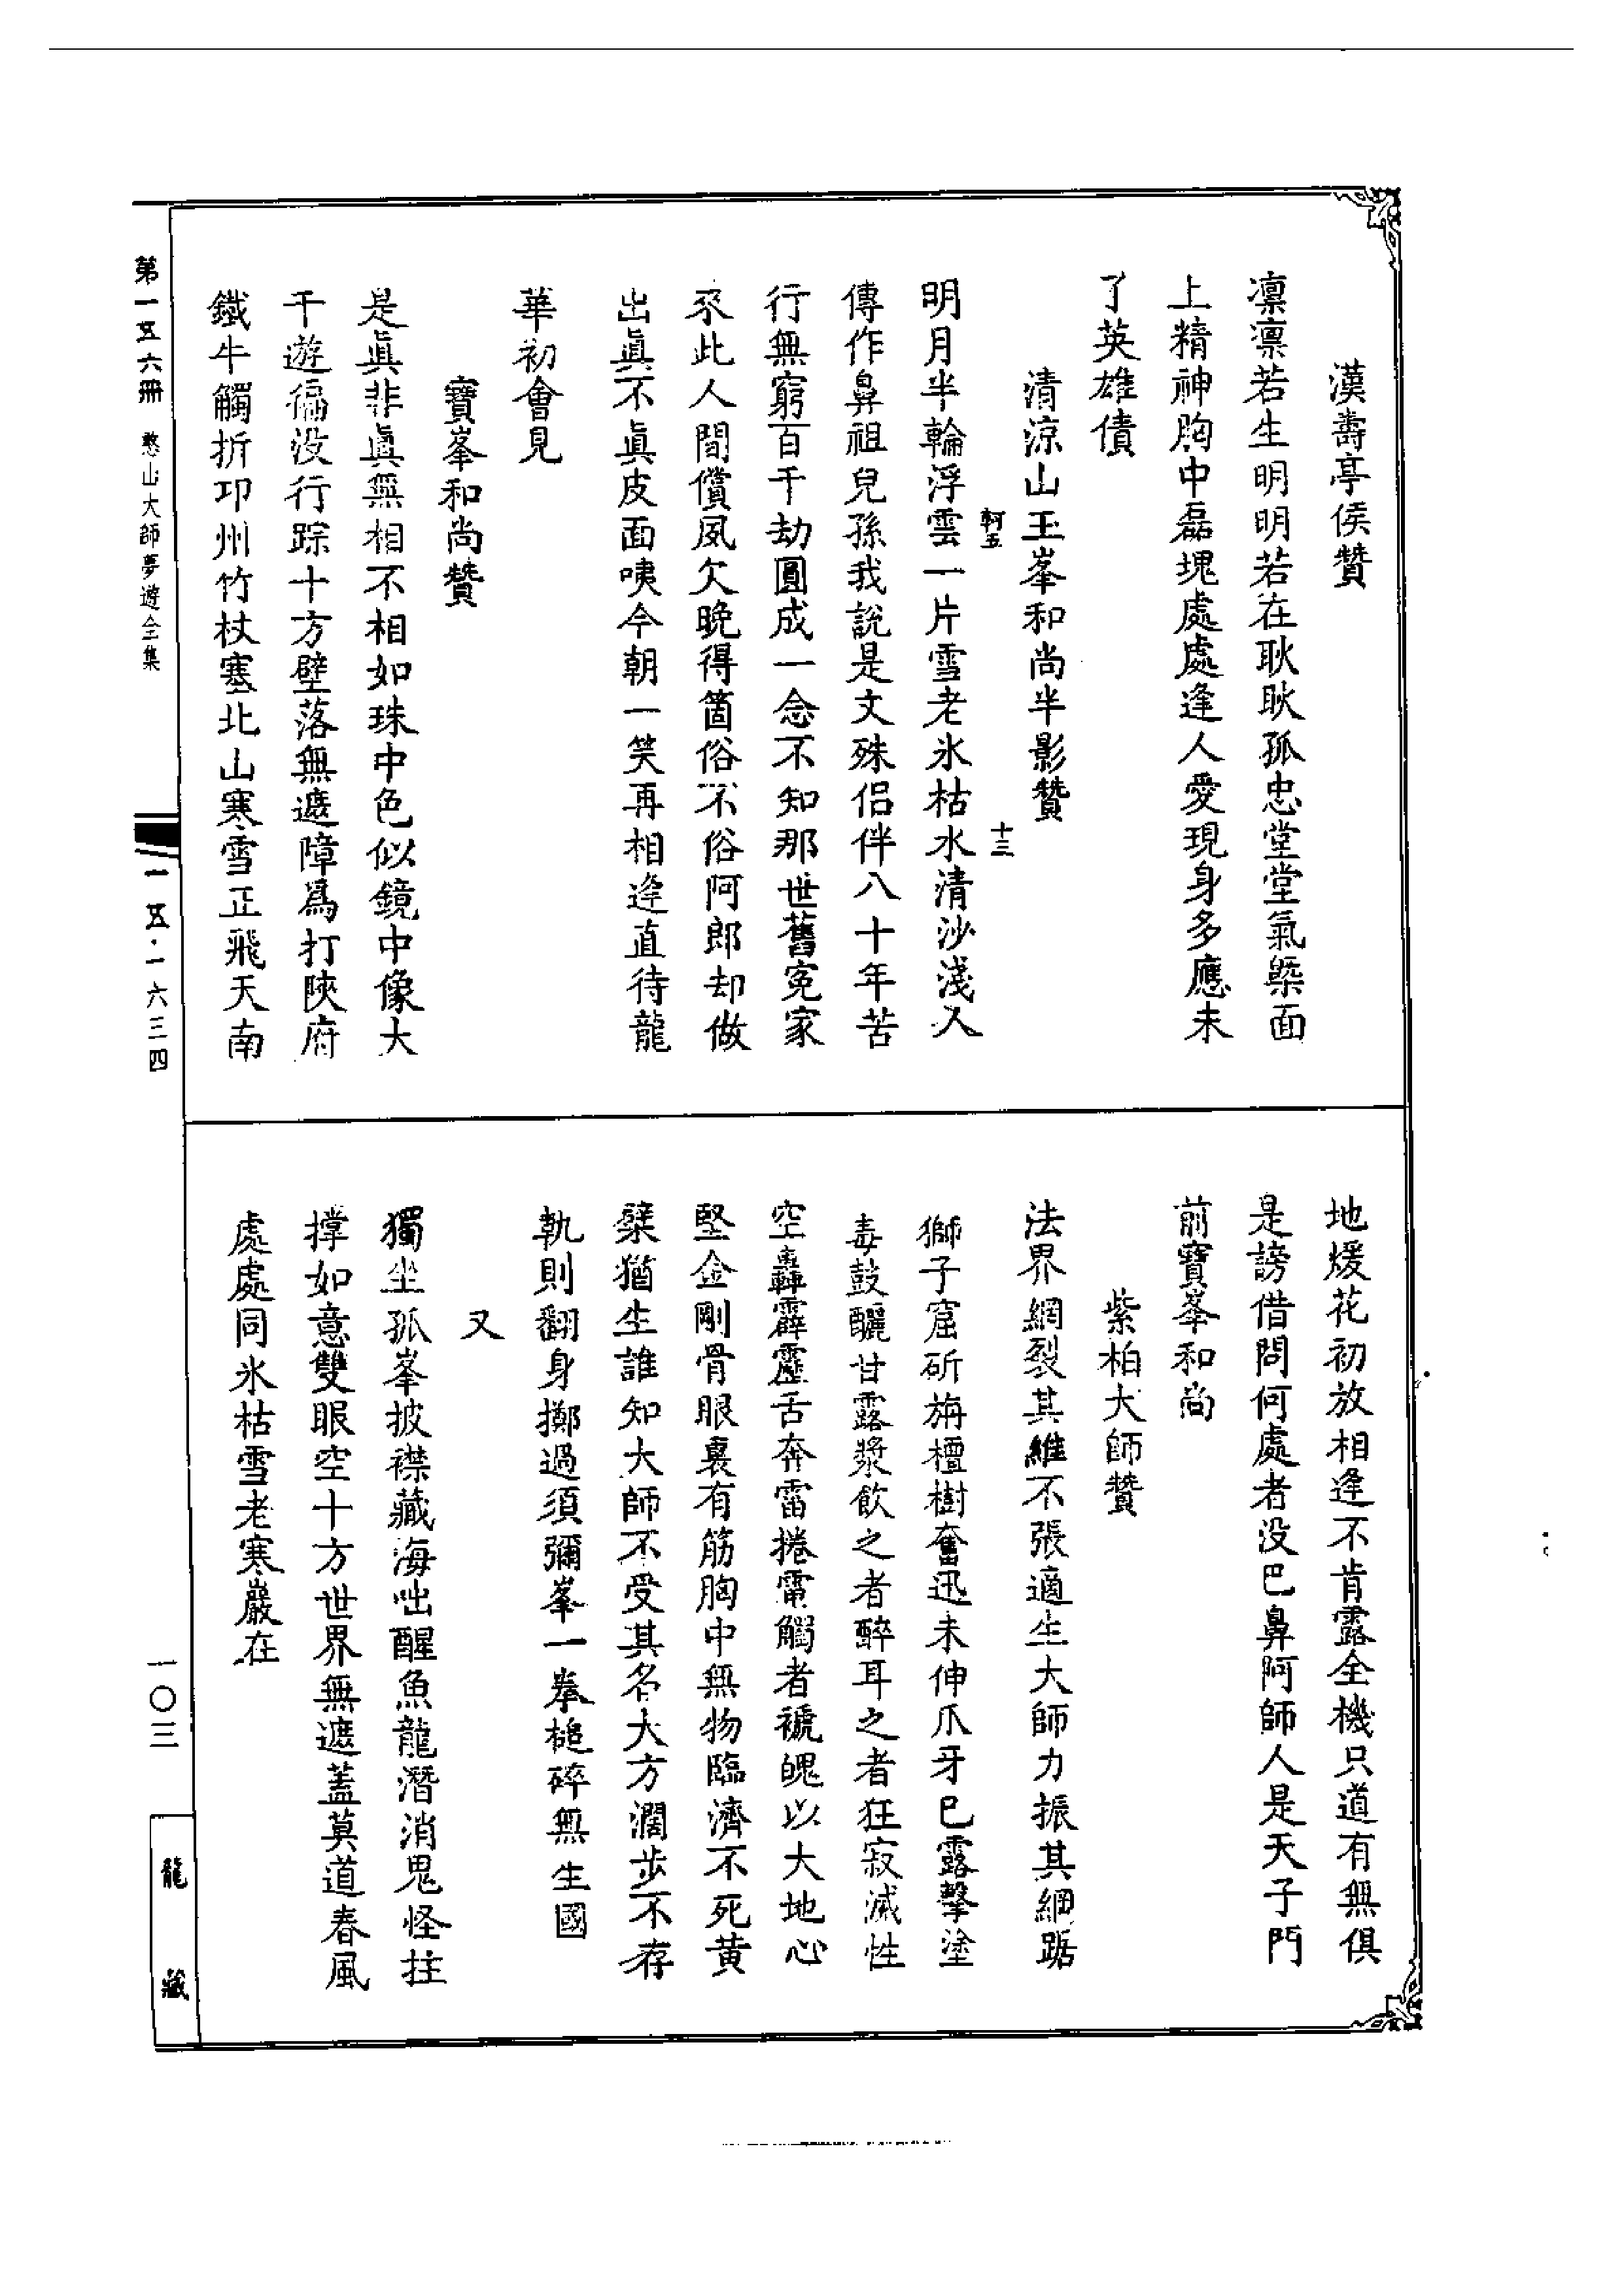 漢壽亭侯贊
凛凛若生明明若在耿耿孤忠堂堂氣槩面
上精神胸中磊塊處處逢人愛現身多應未
了英雄債
清涼山玉峯和尚半影贊
軻五
十三
明月半輪浮雲一片雪老氷枯水清沙淺人
傳作鼻祖兒孫我說是文殊侶伴八十年苦
行無窮百千劫圓成一念不知那世舊寃家
來此人間償夙欠晚得箇俗不俗阿郎却做
出眞不眞皮面咦今朝一笑再相逢直待龍
華初會見
寶峯和尚贊
是眞非眞無相不相如珠中色似鏡中像大
千遊徧没行踪十方壁落無遮障爲打陝府
鐵牛觸折卭州竹杖塞北山寒雪正飛天南
地煖花初放相逢不肯露全機只道有無俱
是謗借問何處者没巴鼻阿師人是天子門
前寶峯和尚
紫柏大師贊
法界網裂其維不張適生大師力振其綱踞
獅子窟斫旃檀樹奮迅未伸爪牙已露擊塗
毒鼓釃甘露漿飲之者醉耳之者狂寂滅性
空轟霹靂舌奔雷捲電觸者褫魄以大地心
堅金剛骨眼裏有筋胸中無物臨濟不死黄
檗猶生誰知大師不受其名大方濶步不存
軌則翻身擲過須彌峯一拳槌碎無生國
又
獨坐孤峯披襟藏海咄醒魚龍潛消鬼怪拄
撑如意雙眼空十方世界無遮蓋莫道春風
處處同氷枯雪老寒巖在
第一五六冊 憨山大師夢遊全集
一五·一六三四
一〇三
龍藏